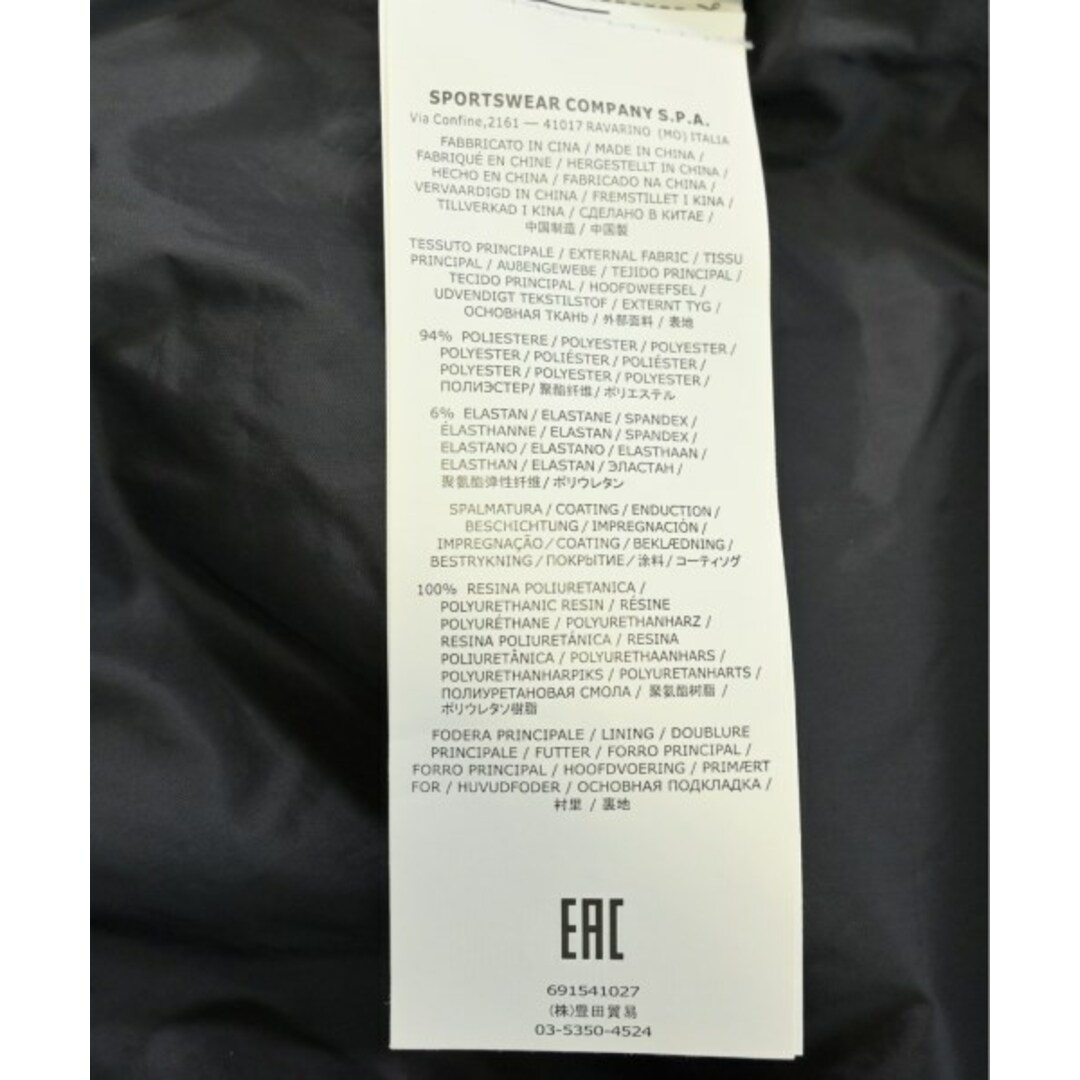 SPORTSWEAR COMPANY S.P.A.
Via Confine,2161 — 41017 RAVARINO (MO) ITALIA
FABBRICATO IN CINA / MADE IN CHINA /
FABRIQUÉ EN CHINE / HERGESTELLT IN CHINA /
HECHO EN CHINA / FABRICADO NA CHINA /
VERVAARDIGD IN CHINA / FREMSTILLET I KINA /
TILLVERKAD I KINA / СДЕЛАНО В КИТАЕ /
中国制造 / 中国製
TESSUTO PRINCIPALE / EXTERNAL FABRIC / TISSU
PRINCIPAL / AUßENGEWEBE / TEJIDO PRINCIPAL /
TECIDO PRINCIPAL / HOOFDWEEFSEL /
UDVENDIGT TEKSTILSTOF / EXTERNT TYG /
ОСНОВНАЯ ТКАНЬ / 外部面料 / 表地
94% POLIESTERE / POLYESTER / POLYESTER /
POLYESTER / POLIÉSTER / POLIÉSTER /
POLYESTER / POLYESTER / POLYESTER /
ПОЛИЭСТЕР/ 聚酯纤维 / ポリエステル
6% ELASTAN / ELASTANE / SPANDEX /
ÉLASTHANNE / ELASTAN / SPANDEX /
ELASTANO / ELASTANO / ELASTHAAN /
ELASTHAN / ELASTAN / ЭЛАСТАН /
聚氨酯弹性纤维/ ポリウレタン
SPALMATURA / COATING / ENDUCTION /
BESCHICHTUNG / IMPREGNACIÓN /
IMPREGNAÇÃO / COATING / BEKLÆDNING /
BESTRYKNING / ПОКРЫТИЕ / 涂料 / コーティング
100% RESINA POLIURETANICA /
POLYURETHANIC RESIN / RÉSINE
POLYURÉTHANE / POLYURETHANHARZ /
RESINA POLIURETÁNICA / RESINA
POLIURETÂNICA / POLYURETHAANHARS /
POLYURETHANHARPIKS / POLYURETANHARTS /
ПОЛИУРЕТАНОВАЯ СМОЛА / 聚氨酯树脂 /
ポリウレタン樹脂
FODERA PRINCIPALE / LINING / DOUBLURE
PRINCIPALE / FUTTER / FORRO PRINCIPAL /
FORRO PRINCIPAL / HOOFDVOERING / PRIMÆRT
FOR / HUVUDFODER / ОСНОВНАЯ ПОДКЛАДКА /
衬里 / 裏地
EAC
691541027
(株)豊田貿易
03-5350-4524